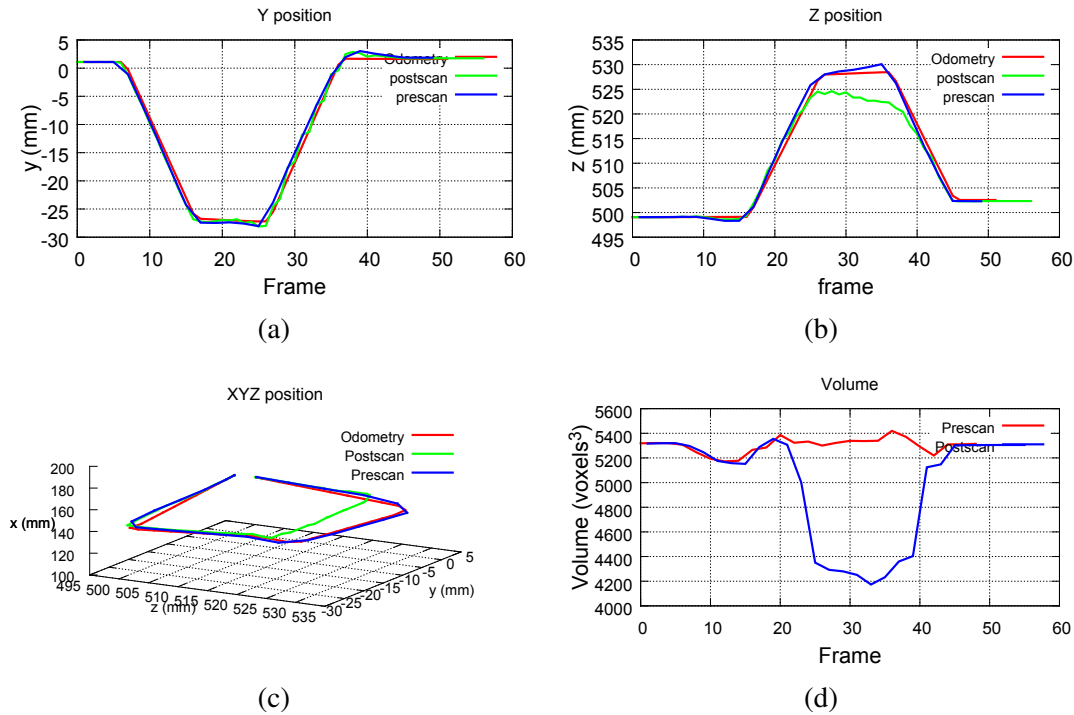 Y position
5
0
-5
-10
-15
-20
-25
-30
0 10 20 30 40 50 60
y (mm)
Frame
Odometry
postscan
prescan
(a)
Z position
535
530
525
520
515
510
505
500
495
0 10 20 30 40 50 60
z (mm)
frame
Odometry
postscan
prescan
(b)
XYZ position
Odometry
Postscan
Prescan
200
180
160
140
120
100
x (mm)
495 500 505 510 515 520 525 530 535
z (mm)
-30 -25 -20 -15 -10 -5 0 5
y (mm)
(c)
Volume
5600
5400
5200
5000
4800
4600
4400
4200
4000
0 10 20 30 40 50 60
Volume (voxels³)
Frame
Prescan
Postscan
(d)